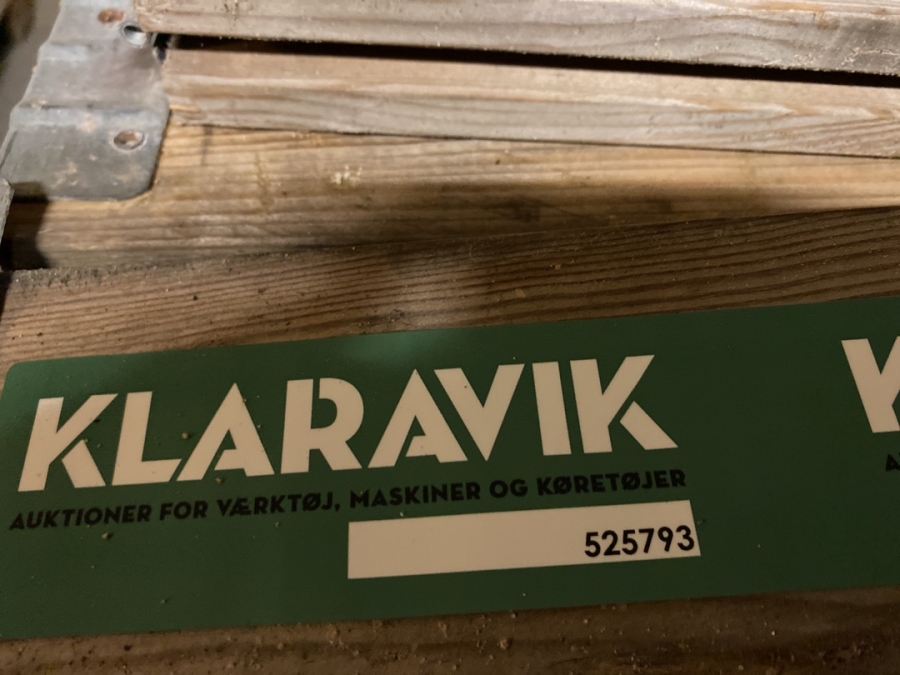 KLARAVIK
AUKTIONER FOR VÆRKTØJ, MASKINER OG KØRETØJER
525793